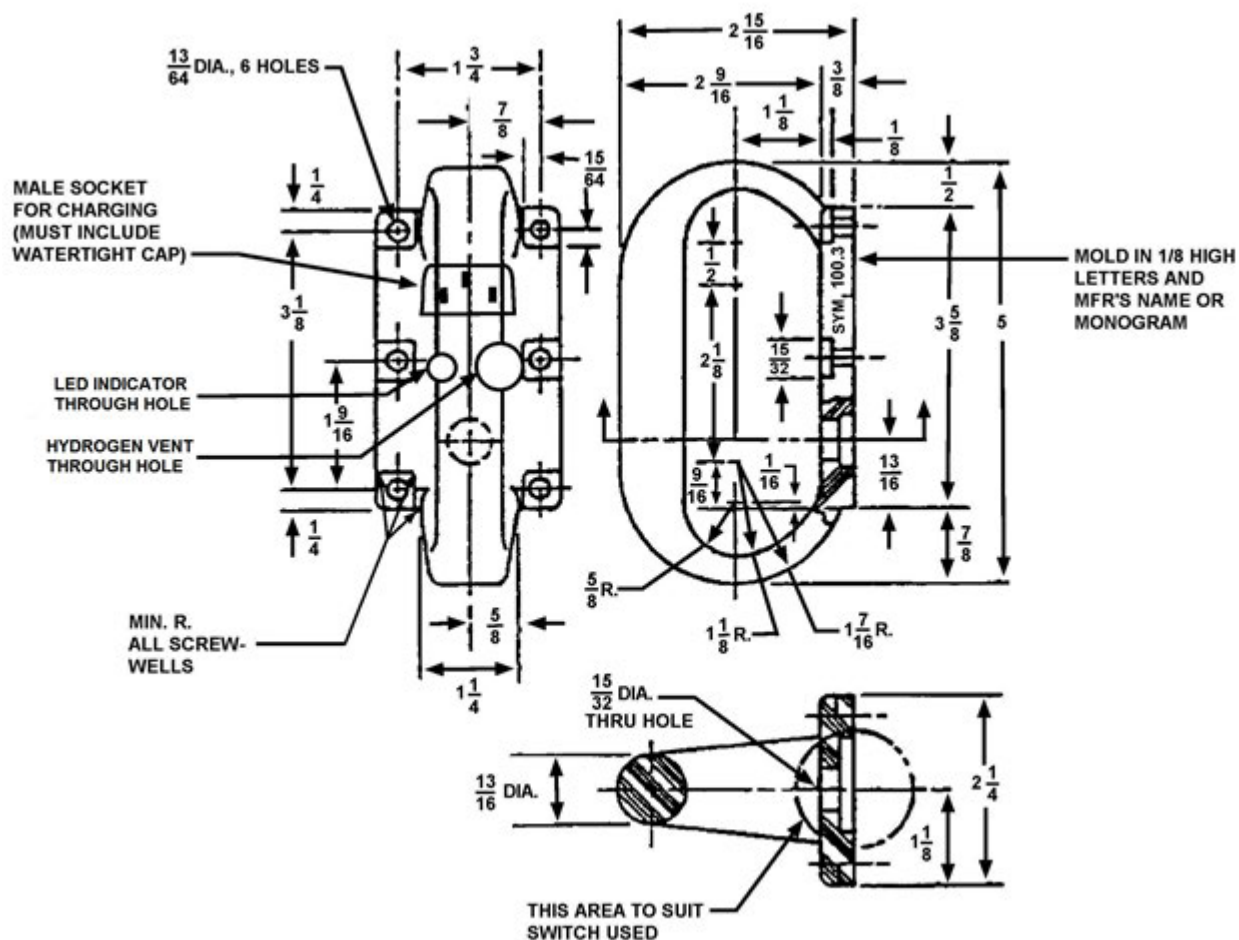 2 15/16
13/64 DIA., 6 HOLES
1 3/4
2 9/16
3/8
7/8
1 1/8
1/8
15/64
1/4
1/2
MALE SOCKET
FOR CHARGING
(MUST INCLUDE
WATERTIGHT CAP)
SYM. 100.3
MOLD IN 1/8 HIGH
LETTERS AND
MFR'S NAME OR
MONOGRAM
1/2
3 1/8
3 5/8
5
2 1/8
15/32
LED INDICATOR
THROUGH HOLE
1 9/16
HYDROGEN VENT
THROUGH HOLE
1/16
9/16
13/16
1/4
7/8
5/8 R.
MIN. R.
ALL SCREW-
WELLS
5/8
1 1/8 R.
1 7/16 R.
1 1/4
15/32 DIA.
THRU HOLE
13/16 DIA.
2 1/4
1 1/8
THIS AREA TO SUIT
SWITCH USED